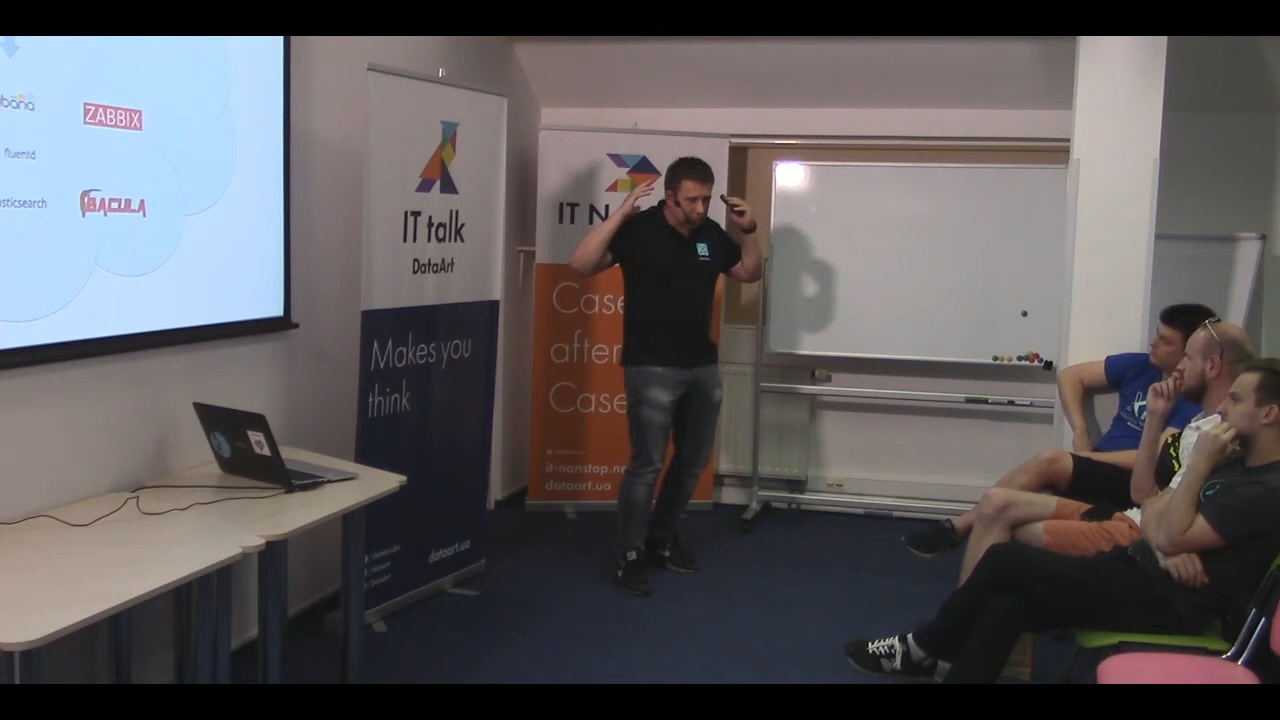 bana
ZABBIX
fluentd
sticsearch
BACULA
IT talk
DataArt
Makes you
think
dataart.ua
IT N
Case
after
Case
it-nonstop.ne
dataart.ua